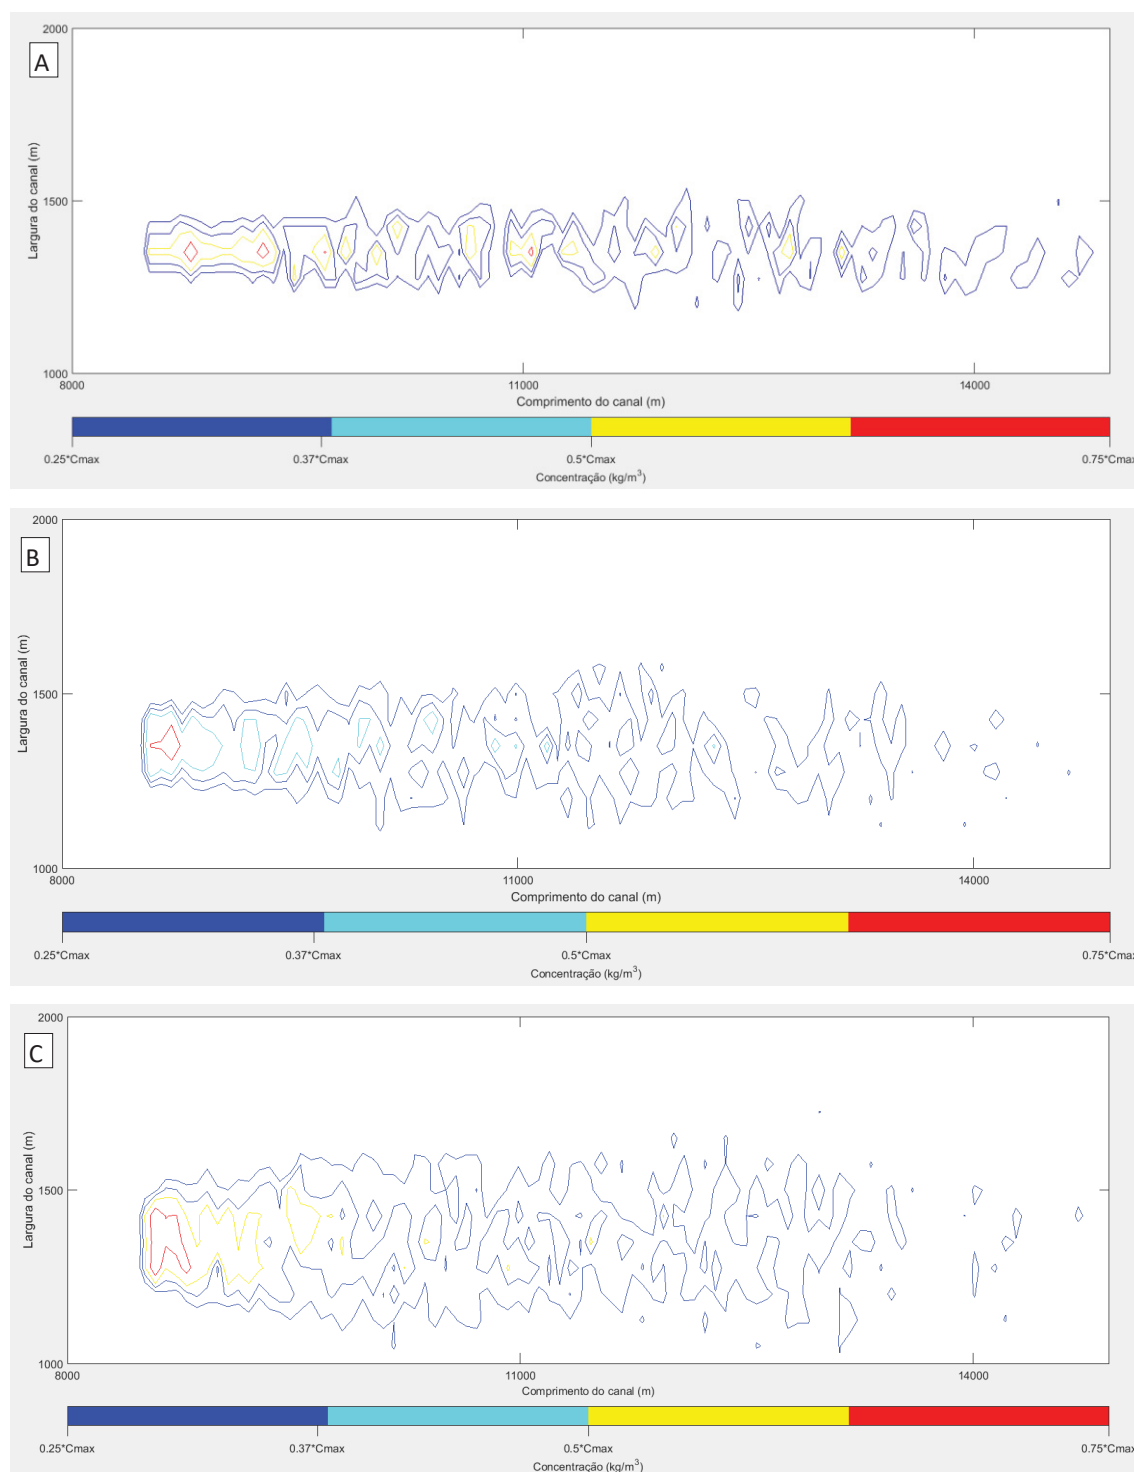 A
2000
1500
1000
Largura do canal (m)
8000 11000 14000
Comprimento do canal (m)
0.25*Cmax 0.37*Cmax 0.5*Cmax 0.75*Cmax
Concentração (kg/m³)
B
2000
1500
1000
Largura do canal (m)
8000 11000 14000
Comprimento do canal (m)
0.25*Cmax 0.37*Cmax 0.5*Cmax 0.75*Cmax
Concentração (kg/m³)
C
2000
1500
1000
Largura do canal (m)
8000 11000 14000
Comprimento do canal (m)
0.25*Cmax 0.37*Cmax 0.5*Cmax 0.75*Cmax
Concentração (kg/m³)